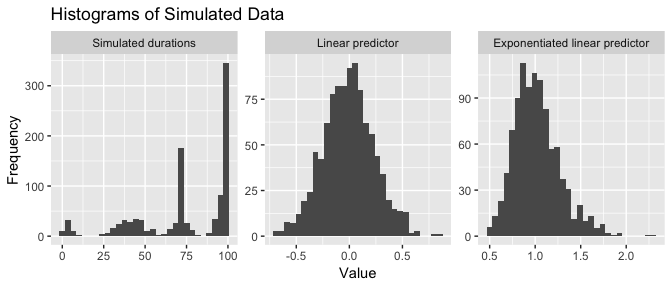 Histograms of Simulated Data
Simulated durations
Linear predictor
Exponentiated linear predictor
Frequency
300
200
100
0
75
50
25
0
90
60
30
0
0 25 50 75 100
-0.5 0.0 0.5
0.5 1.0 1.5 2.0
Value